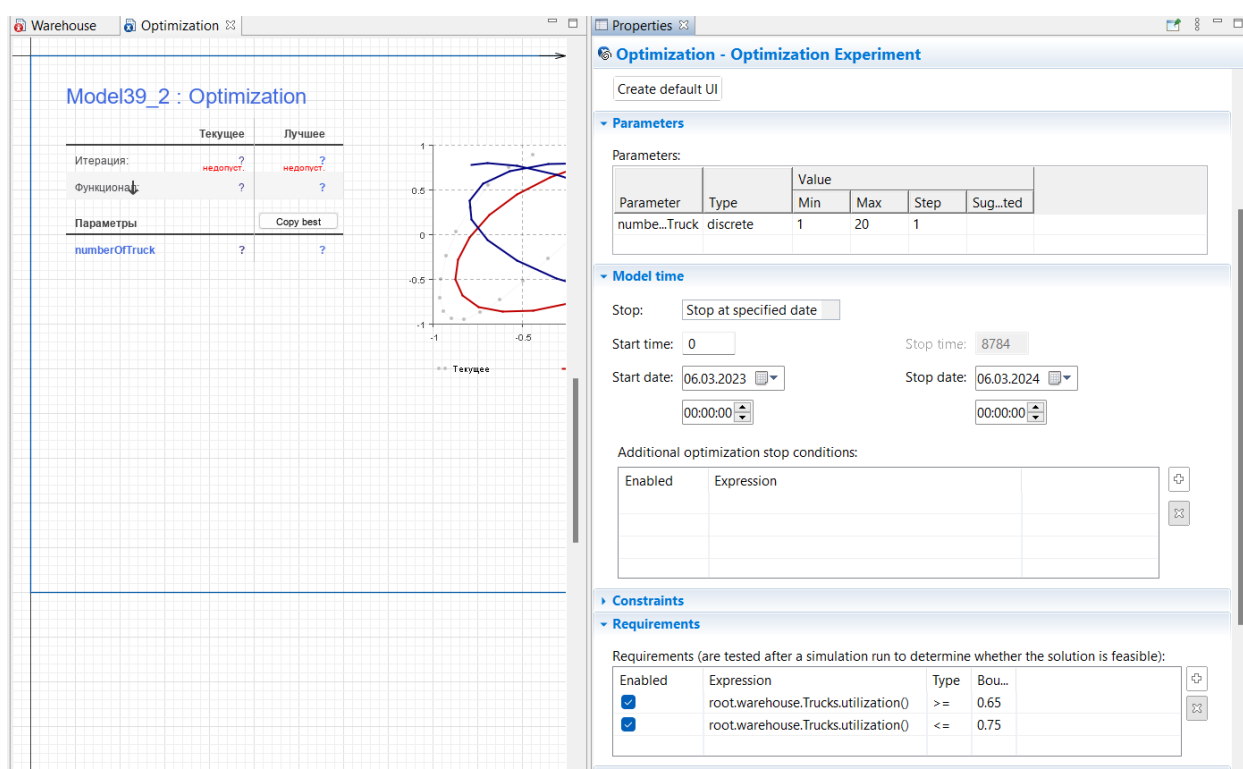 Warehouse
Optimization
Model39_2 : Optimization
Текущее Лучшее
Итерация: ? ?
недопуст. недопуст.
Функционал: ? ?
Параметры Copy best
numberOfTruck ? ?
1
0.5
0
-0.5
-1
-1 -0.5
Текущее
Properties
Optimization - Optimization Experiment
Create default UI
Parameters
Parameters:
Value
Parameter Type Min Max Step Sug...ted
numbe...Truck discrete 1 20 1
Model time
Stop: Stop at specified date
Start time: 0 Stop time: 8784
Start date: 06.03.2023 Stop date: 06.03.2024
00:00:00 00:00:00
Additional optimization stop conditions:
Enabled Expression
Constraints
Requirements
Requirements (are tested after a simulation run to determine whether the solution is feasible):
Enabled Expression Type Bou...
root.warehouse.Trucks.utilization() >= 0.65
root.warehouse.Trucks.utilization() <= 0.75